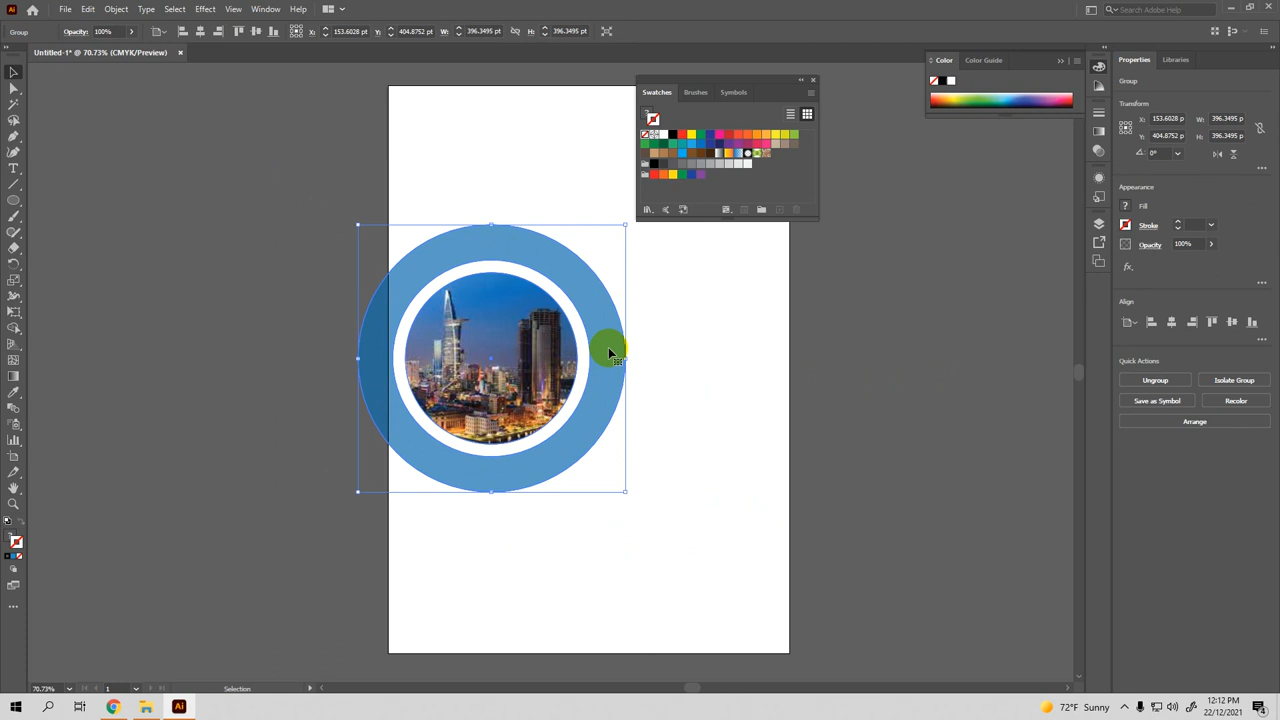 Ai File Edit Object Type Select Effect View Window Help Search Adobe Help
Group Opacity: 100% X: 153.6028 p Y: 404.8752 p W: 396.3495 p H: 396.3495 p
Untitled-1* @ 70.73% (CMYK/Preview)
Color Color Guide
Properties Libraries
Group
Swatches Brushes Symbols
Transform
X: 153.6028 p W: 396.3495 p
Y: 404.8752 p H: 396.3495 p
0°
Appearance
? Fill
Stroke
Opacity 100%
fx.
Align
Quick Actions
Ungroup Isolate Group
Save as Symbol Recolor
Arrange
70.73% 1 Selection
Ai 72°F Sunny 12:12 PM
22/12/2021 4